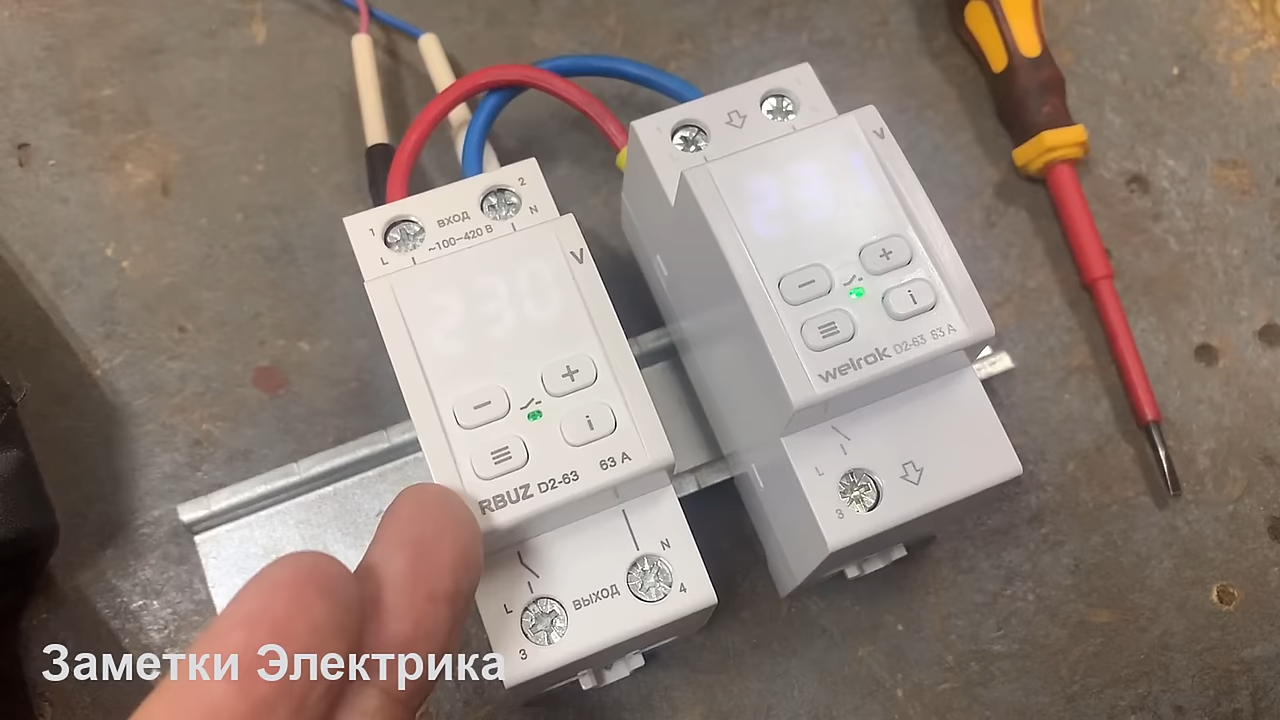 1 ВХОД 2
L ~100–420 В N
230 V
− +
i
RBUZ D2-63 63 A
L N
3 ВЫХОД 4
V
231
− +
i
welrok D2-63 63 A
L
3
Заметки Электрика